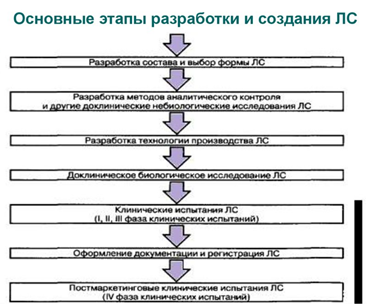 Основные этапы разработки и создания ЛС
Разработка состава и выбор формы ЛС
Разработка методов аналитического контроля
и другие доклинические небиологические исследования ЛС
Разработка технологии производства ЛС
Доклиническое биологическое исследование ЛС
Клинические испытания ЛС
(I, II, III фаза клинических испытаний)
Оформление документации и регистрация ЛС
Постмаркетинговые клинические испытания ЛС
(IV фаза клинических испытаний)